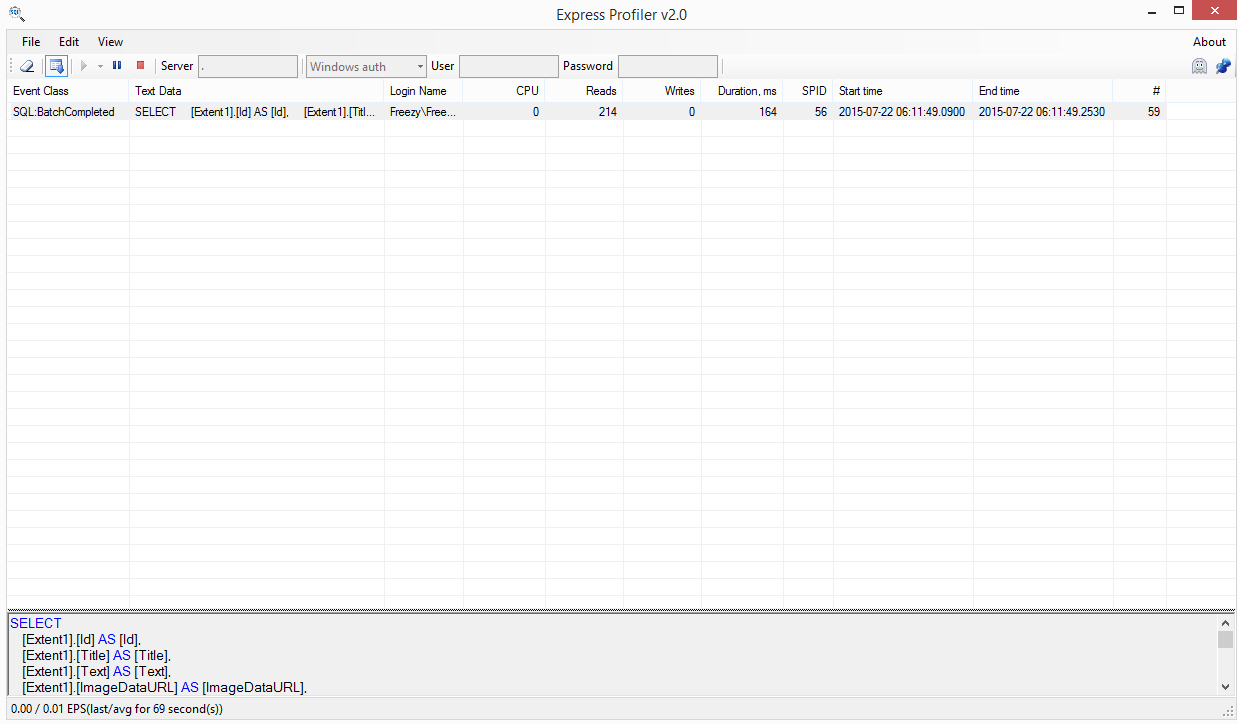 Express Profiler v2.0
File Edit View About
Server . Windows auth User Password
Event Class Text Data Login Name CPU Reads Writes Duration, ms SPID Start time End time #
SQL:BatchCompleted SELECT [Extent1].[Id] AS [Id], [Extent1].[Titl... Freezy\Free... 0 214 0 164 56 2015-07-22 06:11:49.0900 2015-07-22 06:11:49.2530 59
SELECT
[Extent1].[Id] AS [Id],
[Extent1].[Title] AS [Title],
[Extent1].[Text] AS [Text],
[Extent1].[ImageDataURL] AS [ImageDataURL],
0.00 / 0.01 EPS(last/avg for 69 second(s))